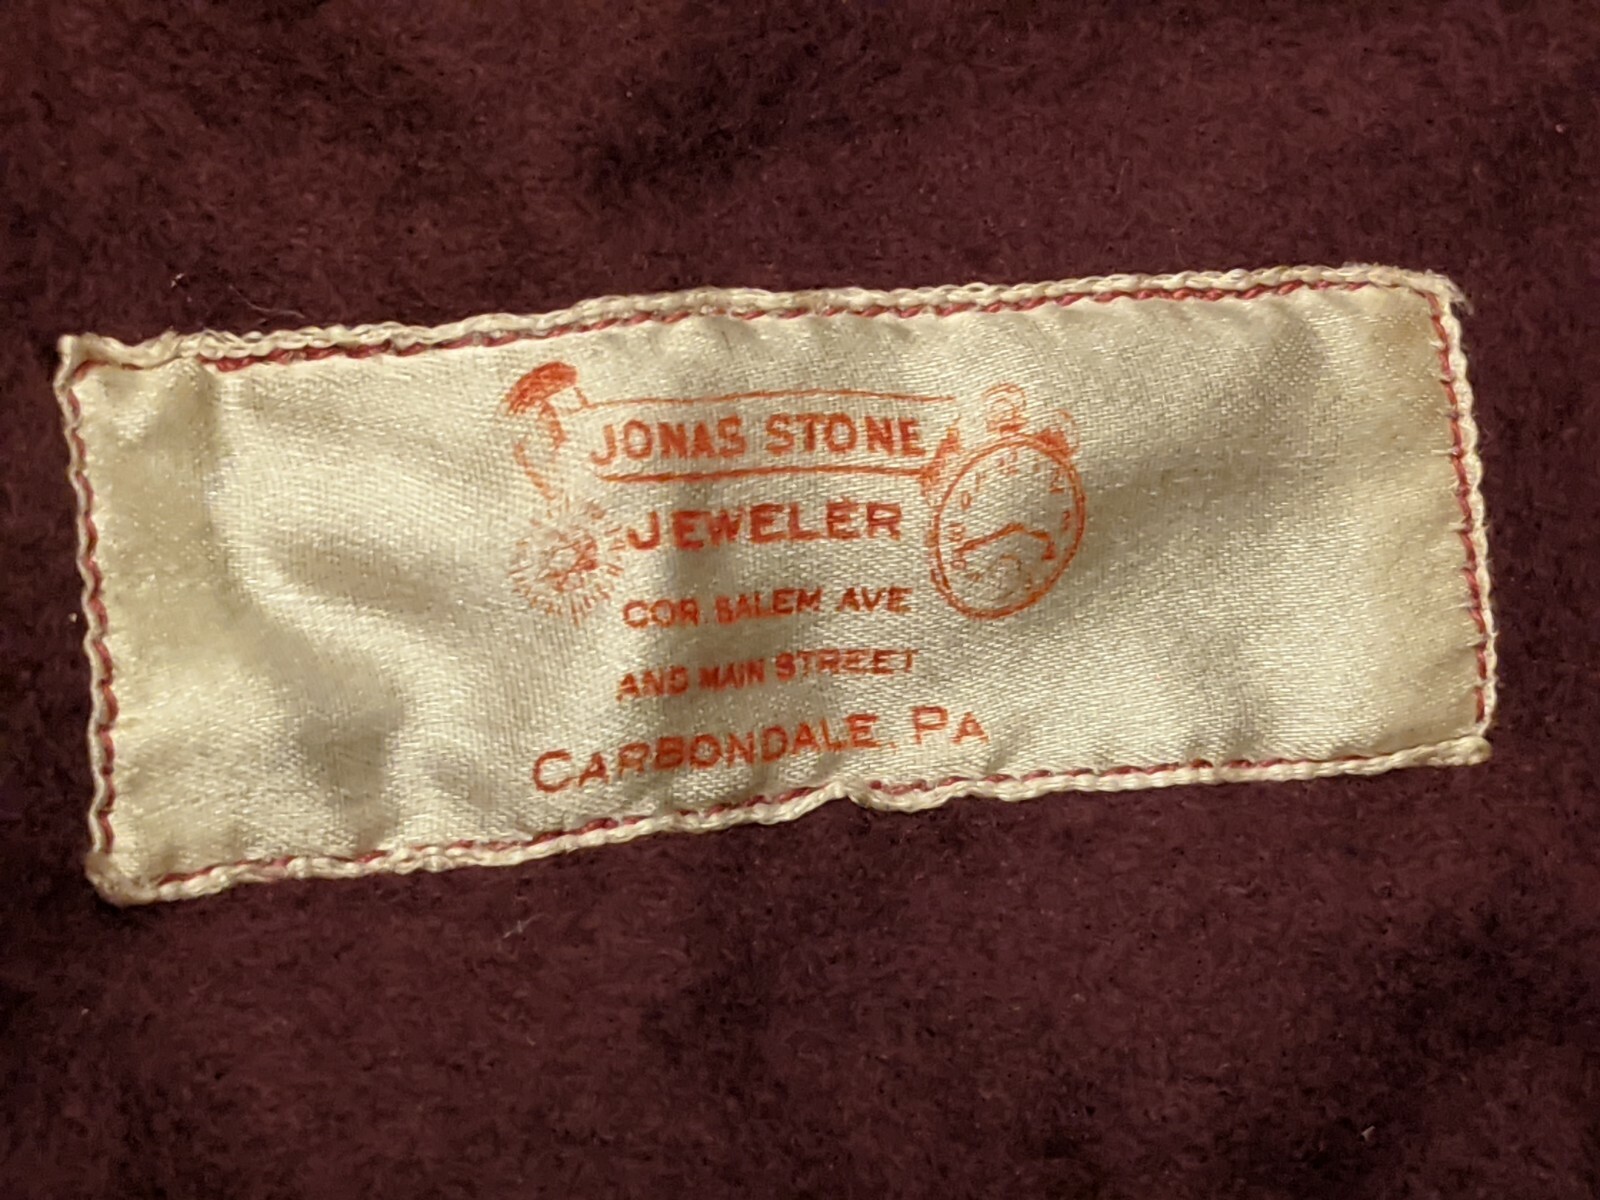 JONAS STONE
JEWELER
COR. SALEM AVE
AND MAIN STREET
CARBONDALE, PA